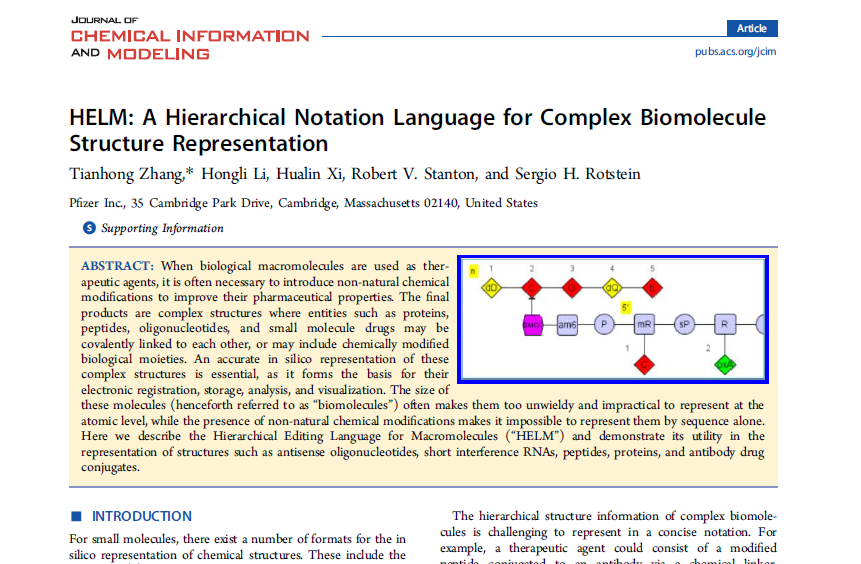 JOURNAL OF
CHEMICAL INFORMATION
AND MODELING
Article
pubs.acs.org/jcim
HELM: A Hierarchical Notation Language for Complex Biomolecule
Structure Representation
Tianhong Zhang,* Hongli Li, Hualin Xi, Robert V. Stanton, and Sergio H. Rotstein
Pfizer Inc., 35 Cambridge Park Drive, Cambridge, Massachusetts 02140, United States
S Supporting Information
ABSTRACT: When biological macromolecules are used as ther-
apeutic agents, it is often necessary to introduce non-natural chemical
modifications to improve their pharmaceutical properties. The final
products are complex structures where entities such as proteins,
peptides, oligonucleotides, and small molecule drugs may be
covalently linked to each other, or may include chemically modified
biological moieties. An accurate in silico representation of these
complex structures is essential, as it forms the basis for their
electronic registration, storage, analysis, and visualization. The size of
these molecules (henceforth referred to as “biomolecules”) often makes them too unwieldy and impractical to represent at the
atomic level, while the presence of non-natural chemical modifications makes it impossible to represent them by sequence alone.
Here we describe the Hierarchical Editing Language for Macromolecules (“HELM”) and demonstrate its utility in the
representation of structures such as antisense oligonucleotides, short interference RNAs, peptides, proteins, and antibody drug
conjugates.
n 1 2 3 4 5
dD dQ
5'
am6 P mR sP R
1 2
■ INTRODUCTION
For small molecules, there exist a number of formats for the in
silico representation of chemical structures. These include the
The hierarchical structure information of complex biomole-
cules is challenging to represent in a concise notation. For
example, a therapeutic agent could consist of a modified
peptide conjugated to an antibody via a chemical linker.